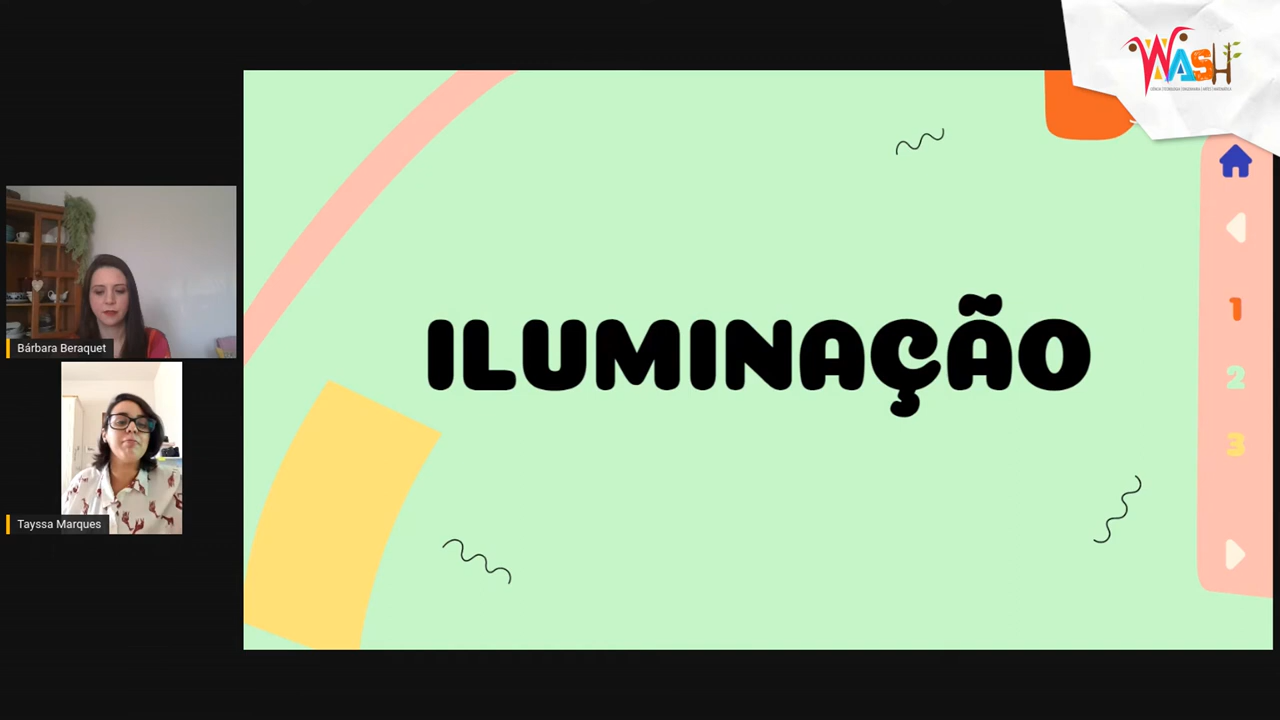 WASH
Bárbara Beraquet
Tayssa Marques
ILUMINAÇÃO
1
2
3